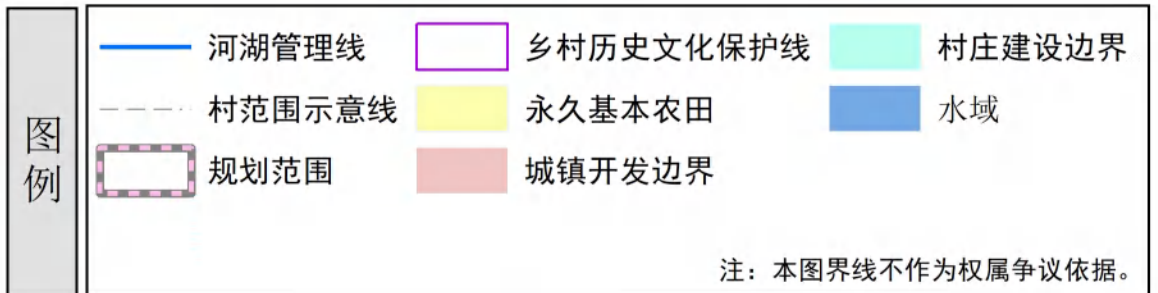 图例
河湖管理线
乡村历史文化保护线
村庄建设边界
村范围示意线
永久基本农田
水域
规划范围
城镇开发边界
注：本图界线不作为权属争议依据。